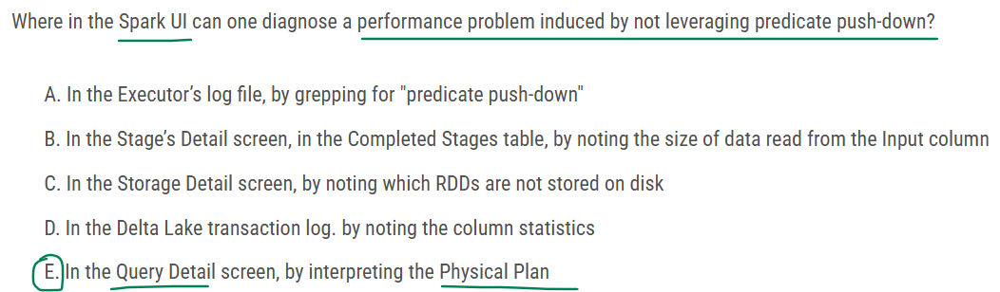 Where in the Spark UI can one diagnose a performance problem induced by not leveraging predicate push-down?
A. In the Executor’s log file, by grepping for "predicate push-down"
B. In the Stage’s Detail screen, in the Completed Stages table, by noting the size of data read from the Input column
C. In the Storage Detail screen, by noting which RDDs are not stored on disk
D. In the Delta Lake transaction log. by noting the column statistics
E. In the Query Detail screen, by interpreting the Physical Plan